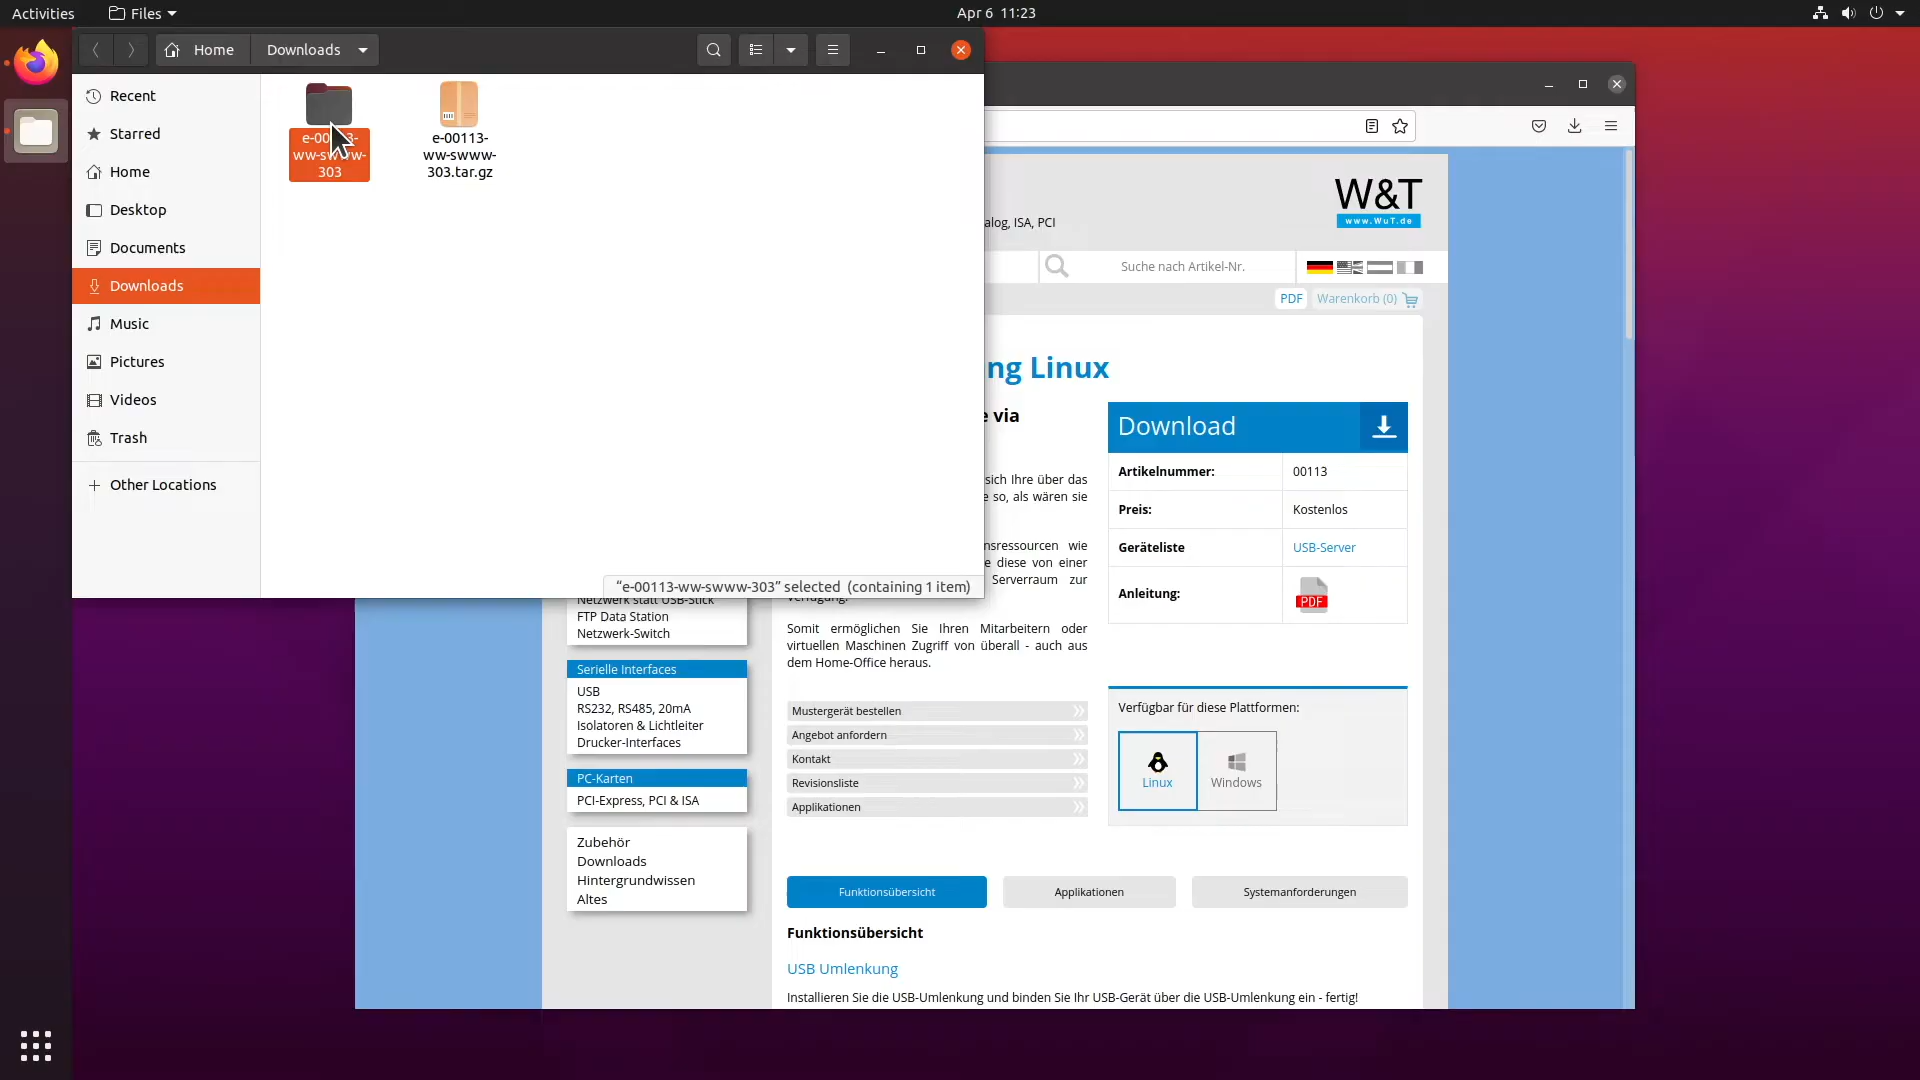 Activities
Files
Apr 6 11:23
Home
Downloads
Recent
Starred
Home
Desktop
Documents
Downloads
Music
Pictures
Videos
Trash
Other Locations
ww-swww-
303
e-00113-
ww-swww-
303.tar.gz
“e-00113-ww-swww-303” selected (containing 1 item)
alog, ISA, PCI
W&T
www.WuT.de
Suche nach Artikel-Nr.
PDF
Warenkorb (0)
ng Linux
e via
sich Ihre über das
e so, als wären sie
nsressourcen wie
e diese von einer
Serverraum zur
Somit ermöglichen Sie Ihren Mitarbeitern oder
virtuellen Maschinen Zugriff von überall - auch aus
dem Home-Office heraus.
Mustergerät bestellen
Angebot anfordern
Kontakt
Revisionsliste
Applikationen
Download
Artikelnummer: 00113
Preis: Kostenlos
Geräteliste USB-Server
Anleitung: PDF
Verfügbar für diese Plattformen:
Linux
Windows
Netzwerk statt USB-Stick
FTP Data Station
Netzwerk-Switch
Serielle Interfaces
USB
RS232, RS485, 20mA
Isolatoren & Lichtleiter
Drucker-Interfaces
PC-Karten
PCI-Express, PCI & ISA
Zubehör
Downloads
Hintergrundwissen
Altes
Funktionsübersicht
Applikationen
Systemanforderungen
Funktionsübersicht
USB Umlenkung
Installieren Sie die USB-Umlenkung und binden Sie Ihr USB-Gerät über die USB-Umlenkung ein - fertig!